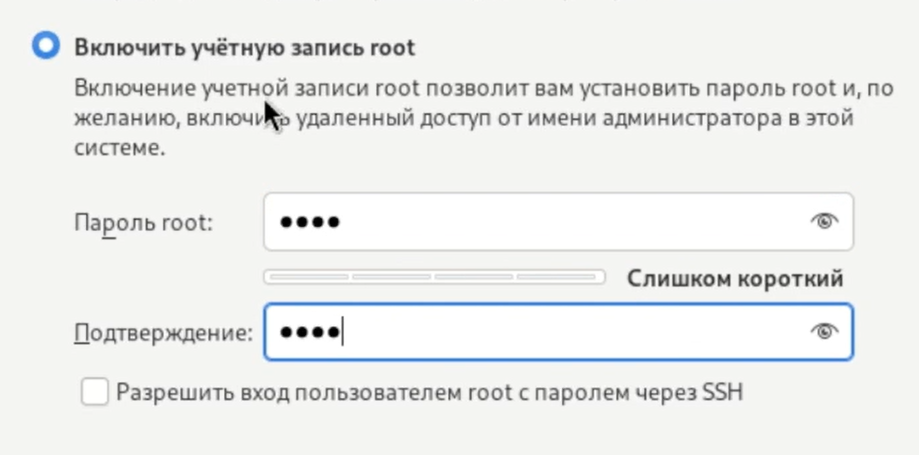 Включить учётную запись root
Включение учетной записи root позволит вам установить пароль root и, по
желанию, включить удаленный доступ от имени администратора в этой
системе.
Пароль root: ••••
Слишком короткий
Подтверждение: ••••
Разрешить вход пользователем root с паролем через SSH